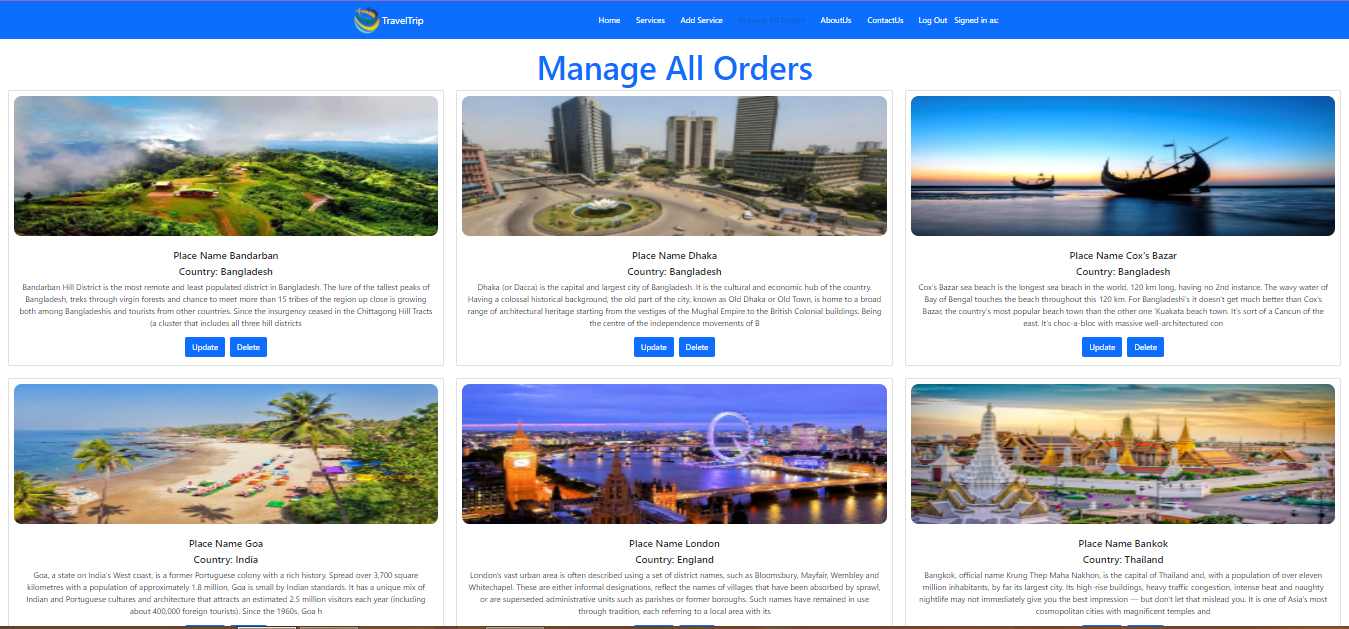 TravelTrip
Home Services Add Service Manage All Orders AboutUs ContactUs Log Out Signed in as:
Manage All Orders
Place Name Bandarban
Country: Bangladesh
Bandarban Hill District is the most remote and least populated district in Bangladesh. The lure of the tallest peaks of
Bangladesh, treks through virgin forests and chance to meet more than 15 tribes of the region up close is growing
both among Bangladeshis and tourists from other countries. Since the insurgency ceased in the Chittagong Hill Tracts
(a cluster that includes all three hill districts
Update Delete
Place Name Dhaka
Country: Bangladesh
Dhaka (or Dacca) is the capital and largest city of Bangladesh. It is the cultural and economic hub of the country.
Having a colossal historical background, the old part of the city, known as Old Dhaka or Old Town, is home to a broad
range of architectural heritage starting from the vestiges of the Mughal Empire to the British Colonial buildings. Being
the centre of the independence movements of B
Update Delete
Place Name Cox's Bazar
Country: Bangladesh
Cox's Bazar sea beach is the longest sea beach in the world, 120 km long, having no 2nd instance. The wavy water of
Bay of Bengal touches the beach throughout this 120 km. For Bangladeshi's it doesn't get much better than Cox's
Bazar, the country's most popular beach town than the other one 'Kuakata beach town. It's sort of a Cancun of the
east. It's choc-a-bloc with massive well-architectured con
Update Delete
Place Name Goa
Country: India
Goa, a state on India's West coast, is a former Portuguese colony with a rich history. Spread over 3,700 square
kilometres with a population of approximately 1.8 million, Goa is small by Indian standards. It has a unique mix of
Indian and Portuguese cultures and architecture that attracts an estimated 2.5 million visitors each year (including
about 400,000 foreign tourists). Since the 1960s, Goa h
Place Name London
Country: England
London's vast urban area is often described using a set of district names, such as Bloomsbury, Mayfair, Wembley and
Whitechapel. These are either informal designations, reflect the names of villages that have been absorbed by sprawl,
or are superseded administrative units such as parishes or former boroughs. Such names have remained in use
through tradition, each referring to a local area with its
Place Name Bankok
Country: Thailand
Bangkok, official name Krung Thep Maha Nakhon, is the capital of Thailand and, with a population of over eleven
million inhabitants, by far its largest city. Its high-rise buildings, heavy traffic congestion, intense heat and naughty
nightlife may not immediately give you the best impression — but don't let that mislead you. It is one of Asia's most
cosmopolitan cities with magnificent temples and